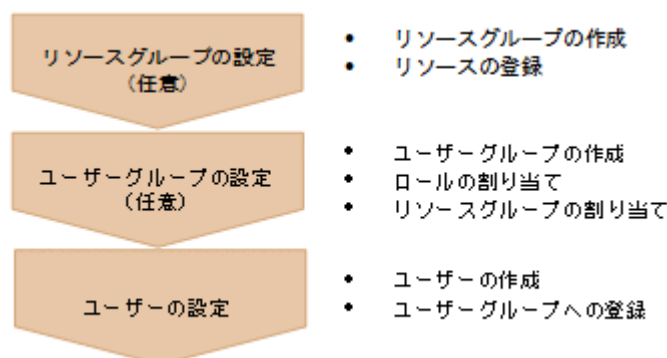 リソースグループの設定
(任意)
• リソースグループの作成
• リソースの登録
ユーザーグループの設定
(任意)
• ユーザーグループの作成
• ロールの割り当て
• リソースグループの割り当て
ユーザーの設定
• ユーザーの作成
• ユーザーグループへの登録